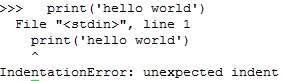 >>>   print('hello world')
  File "<stdin>", line 1
    print('hello world')
    ^
IndentationError: unexpected indent